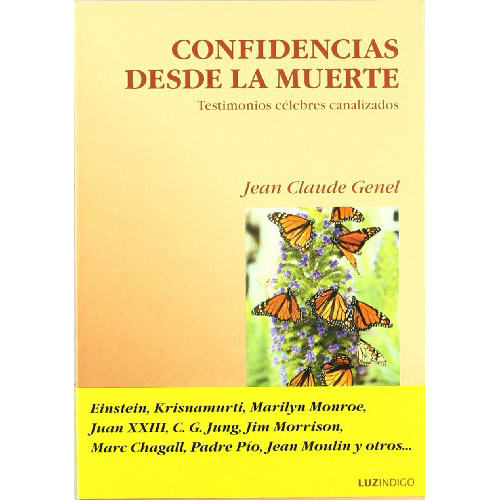 CONFIDENCIAS
DESDE LA MUERTE
Testimonios célebres canalizados
Jean Claude Genel
Einstein, Krisnamurti, Marilyn Monroe,
Juan XXIII, C. G. Jung, Jim Morrison,
Marc Chagall, Padre Pío, Jean Moulin y otros...
LUZINDIGO